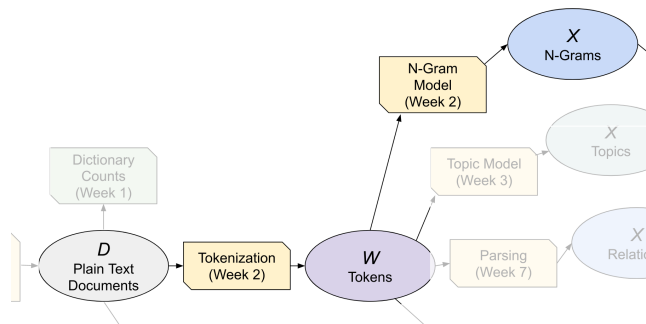 X
N-Grams
N-Gram
Model
(Week 2)
X
Topics
Topic Model
(Week 3)
Dictionary
Counts
(Week 1)
D
Plain Text
Documents
Tokenization
(Week 2)
W
Tokens
Parsing
(Week 7)
X